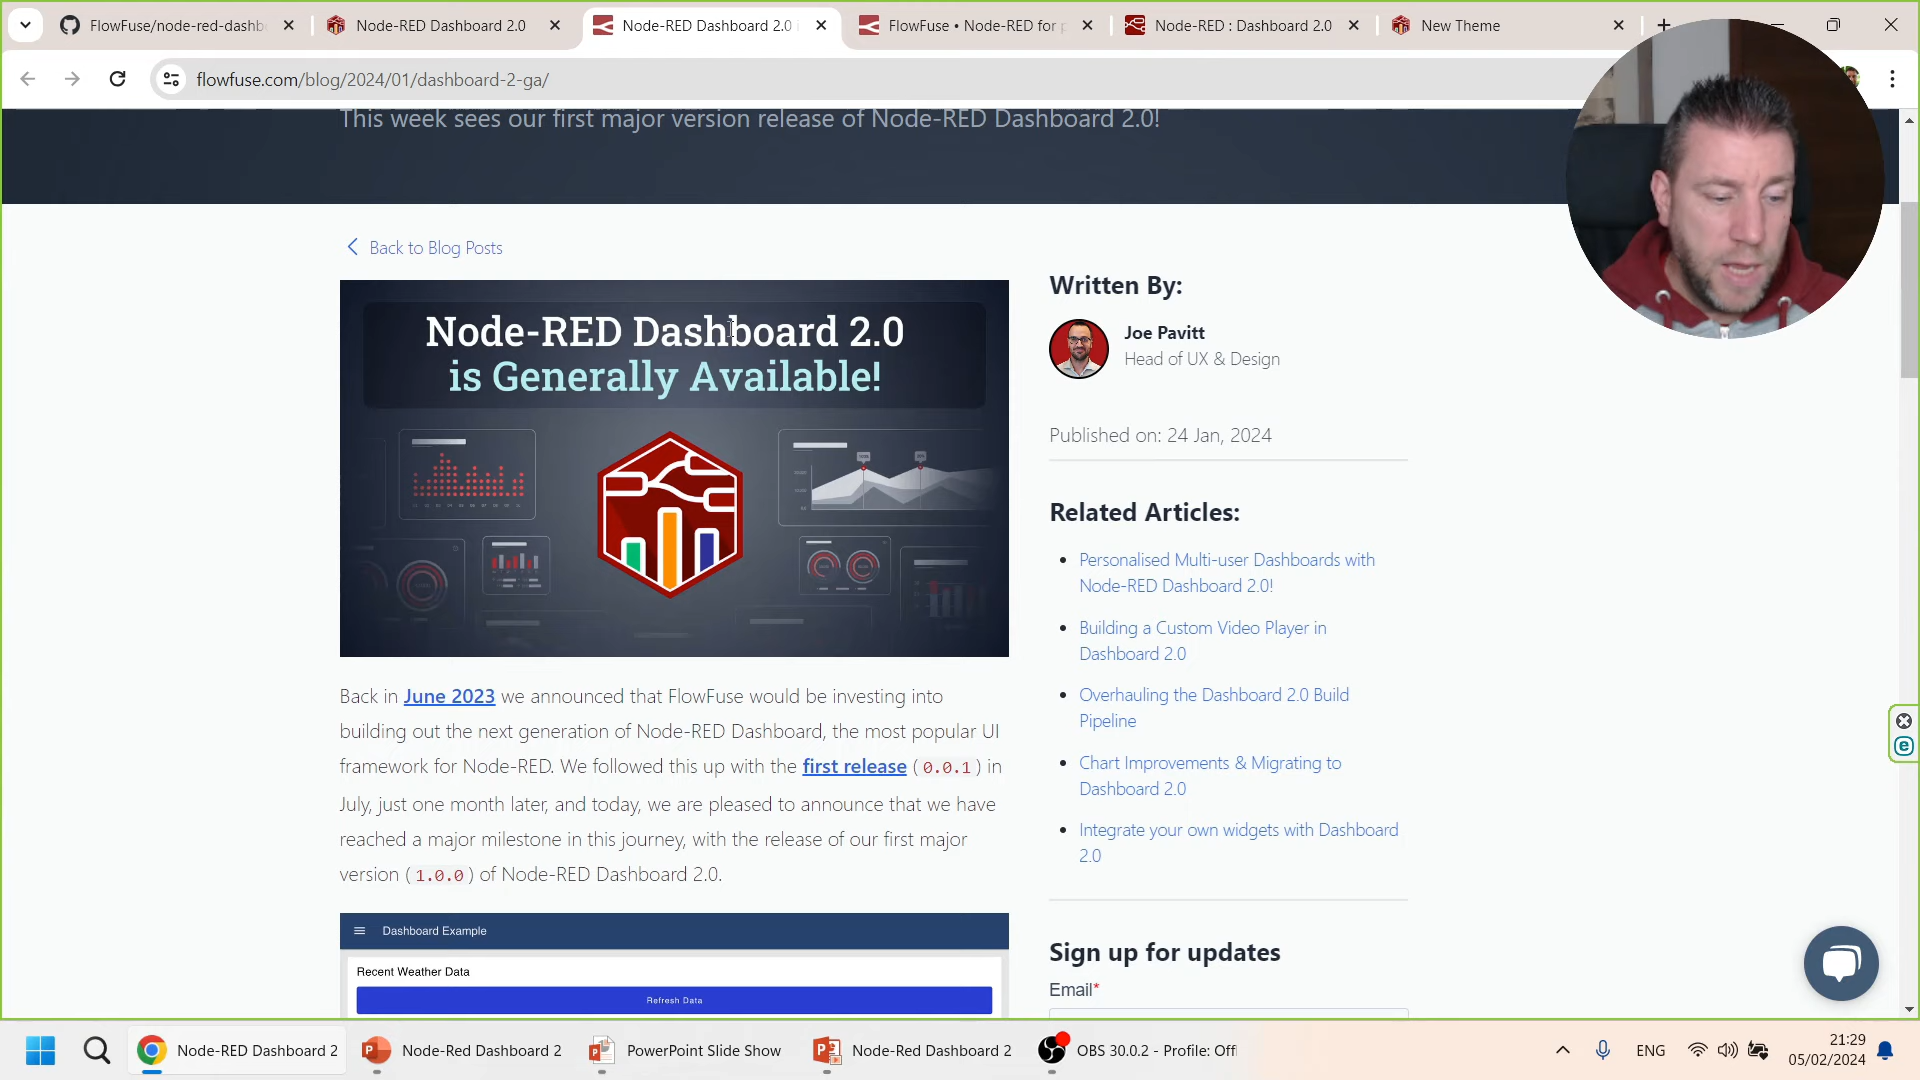 FlowFuse/node-red-dashb
Node-RED Dashboard 2.0
Node-RED Dashboard 2.0
FlowFuse • Node-RED for
Node-RED : Dashboard 2.0
New Theme
flowfuse.com/blog/2024/01/dashboard-2-ga/
This week sees our first major version release of Node-RED Dashboard 2.0!
Back to Blog Posts
Node-RED Dashboard 2.0
is Generally Available!
Back in June 2023 we announced that FlowFuse would be investing into
building out the next generation of Node-RED Dashboard, the most popular UI
framework for Node-RED. We followed this up with the first release (0.0.1) in
July, just one month later, and today, we are pleased to announce that we have
reached a major milestone in this journey, with the release of our first major
version (1.0.0) of Node-RED Dashboard 2.0.
Dashboard Example
Recent Weather Data
Refresh Data
Written By:
Joe Pavitt
Head of UX & Design
Published on: 24 Jan, 2024
Related Articles:
Personalised Multi-user Dashboards with
Node-RED Dashboard 2.0!
Building a Custom Video Player in
Dashboard 2.0
Overhauling the Dashboard 2.0 Build
Pipeline
Chart Improvements & Migrating to
Dashboard 2.0
Integrate your own widgets with Dashboard
2.0
Sign up for updates
Email*
Node-RED Dashboard 2
Node-Red Dashboard 2
PowerPoint Slide Show
Node-Red Dashboard 2
OBS 30.0.2 - Profile: Off
ENG
21:29
05/02/2024